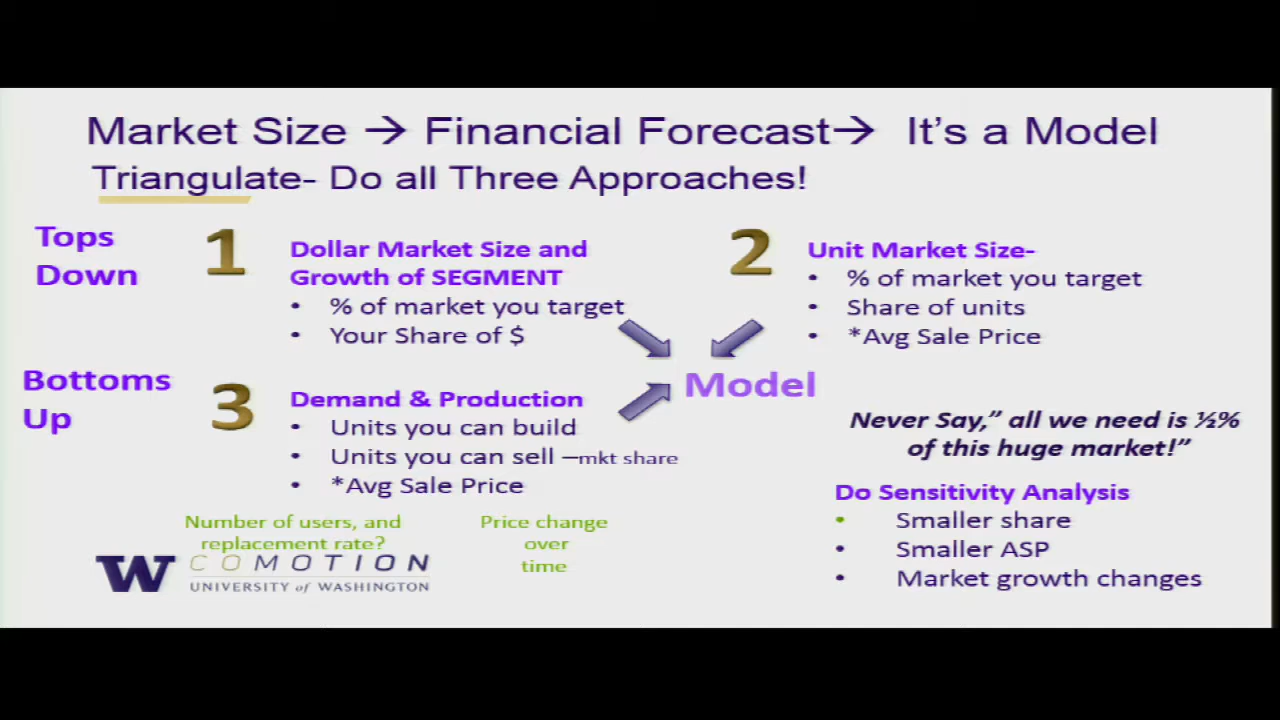 Market Size → Financial Forecast→ It's a Model
Triangulate- Do all Three Approaches!
Tops
Down
1
Dollar Market Size and
Growth of SEGMENT
• % of market you target
• Your Share of $
2
Unit Market Size-
• % of market you target
• Share of units
• *Avg Sale Price
Model
Bottoms
Up
3
Demand & Production
• Units you can build
• Units you can sell –mkt share
• *Avg Sale Price
Number of users, and
replacement rate?
Price change
over
time
Never Say,” all we need is ½%
of this huge market!”
Do Sensitivity Analysis
• Smaller share
• Smaller ASP
• Market growth changes
W COMOTION
UNIVERSITY of WASHINGTON